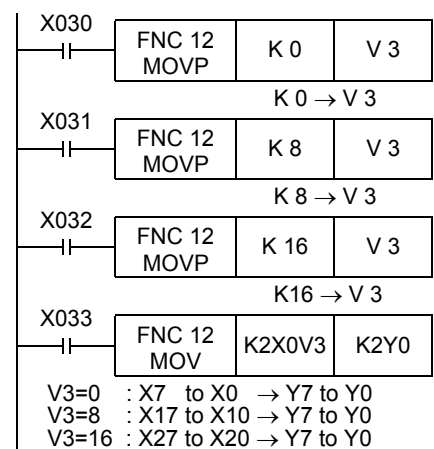 X030
FNC 12
MOVP
K 0
V 3
K 0 → V 3
X031
FNC 12
MOVP
K 8
V 3
K 8 → V 3
X032
FNC 12
MOVP
K 16
V 3
K16 → V 3
X033
FNC 12
MOV
K2X0V3
K2Y0
V3=0 : X7 to X0 → Y7 to Y0
V3=8 : X17 to X10 → Y7 to Y0
V3=16 : X27 to X20 → Y7 to Y0